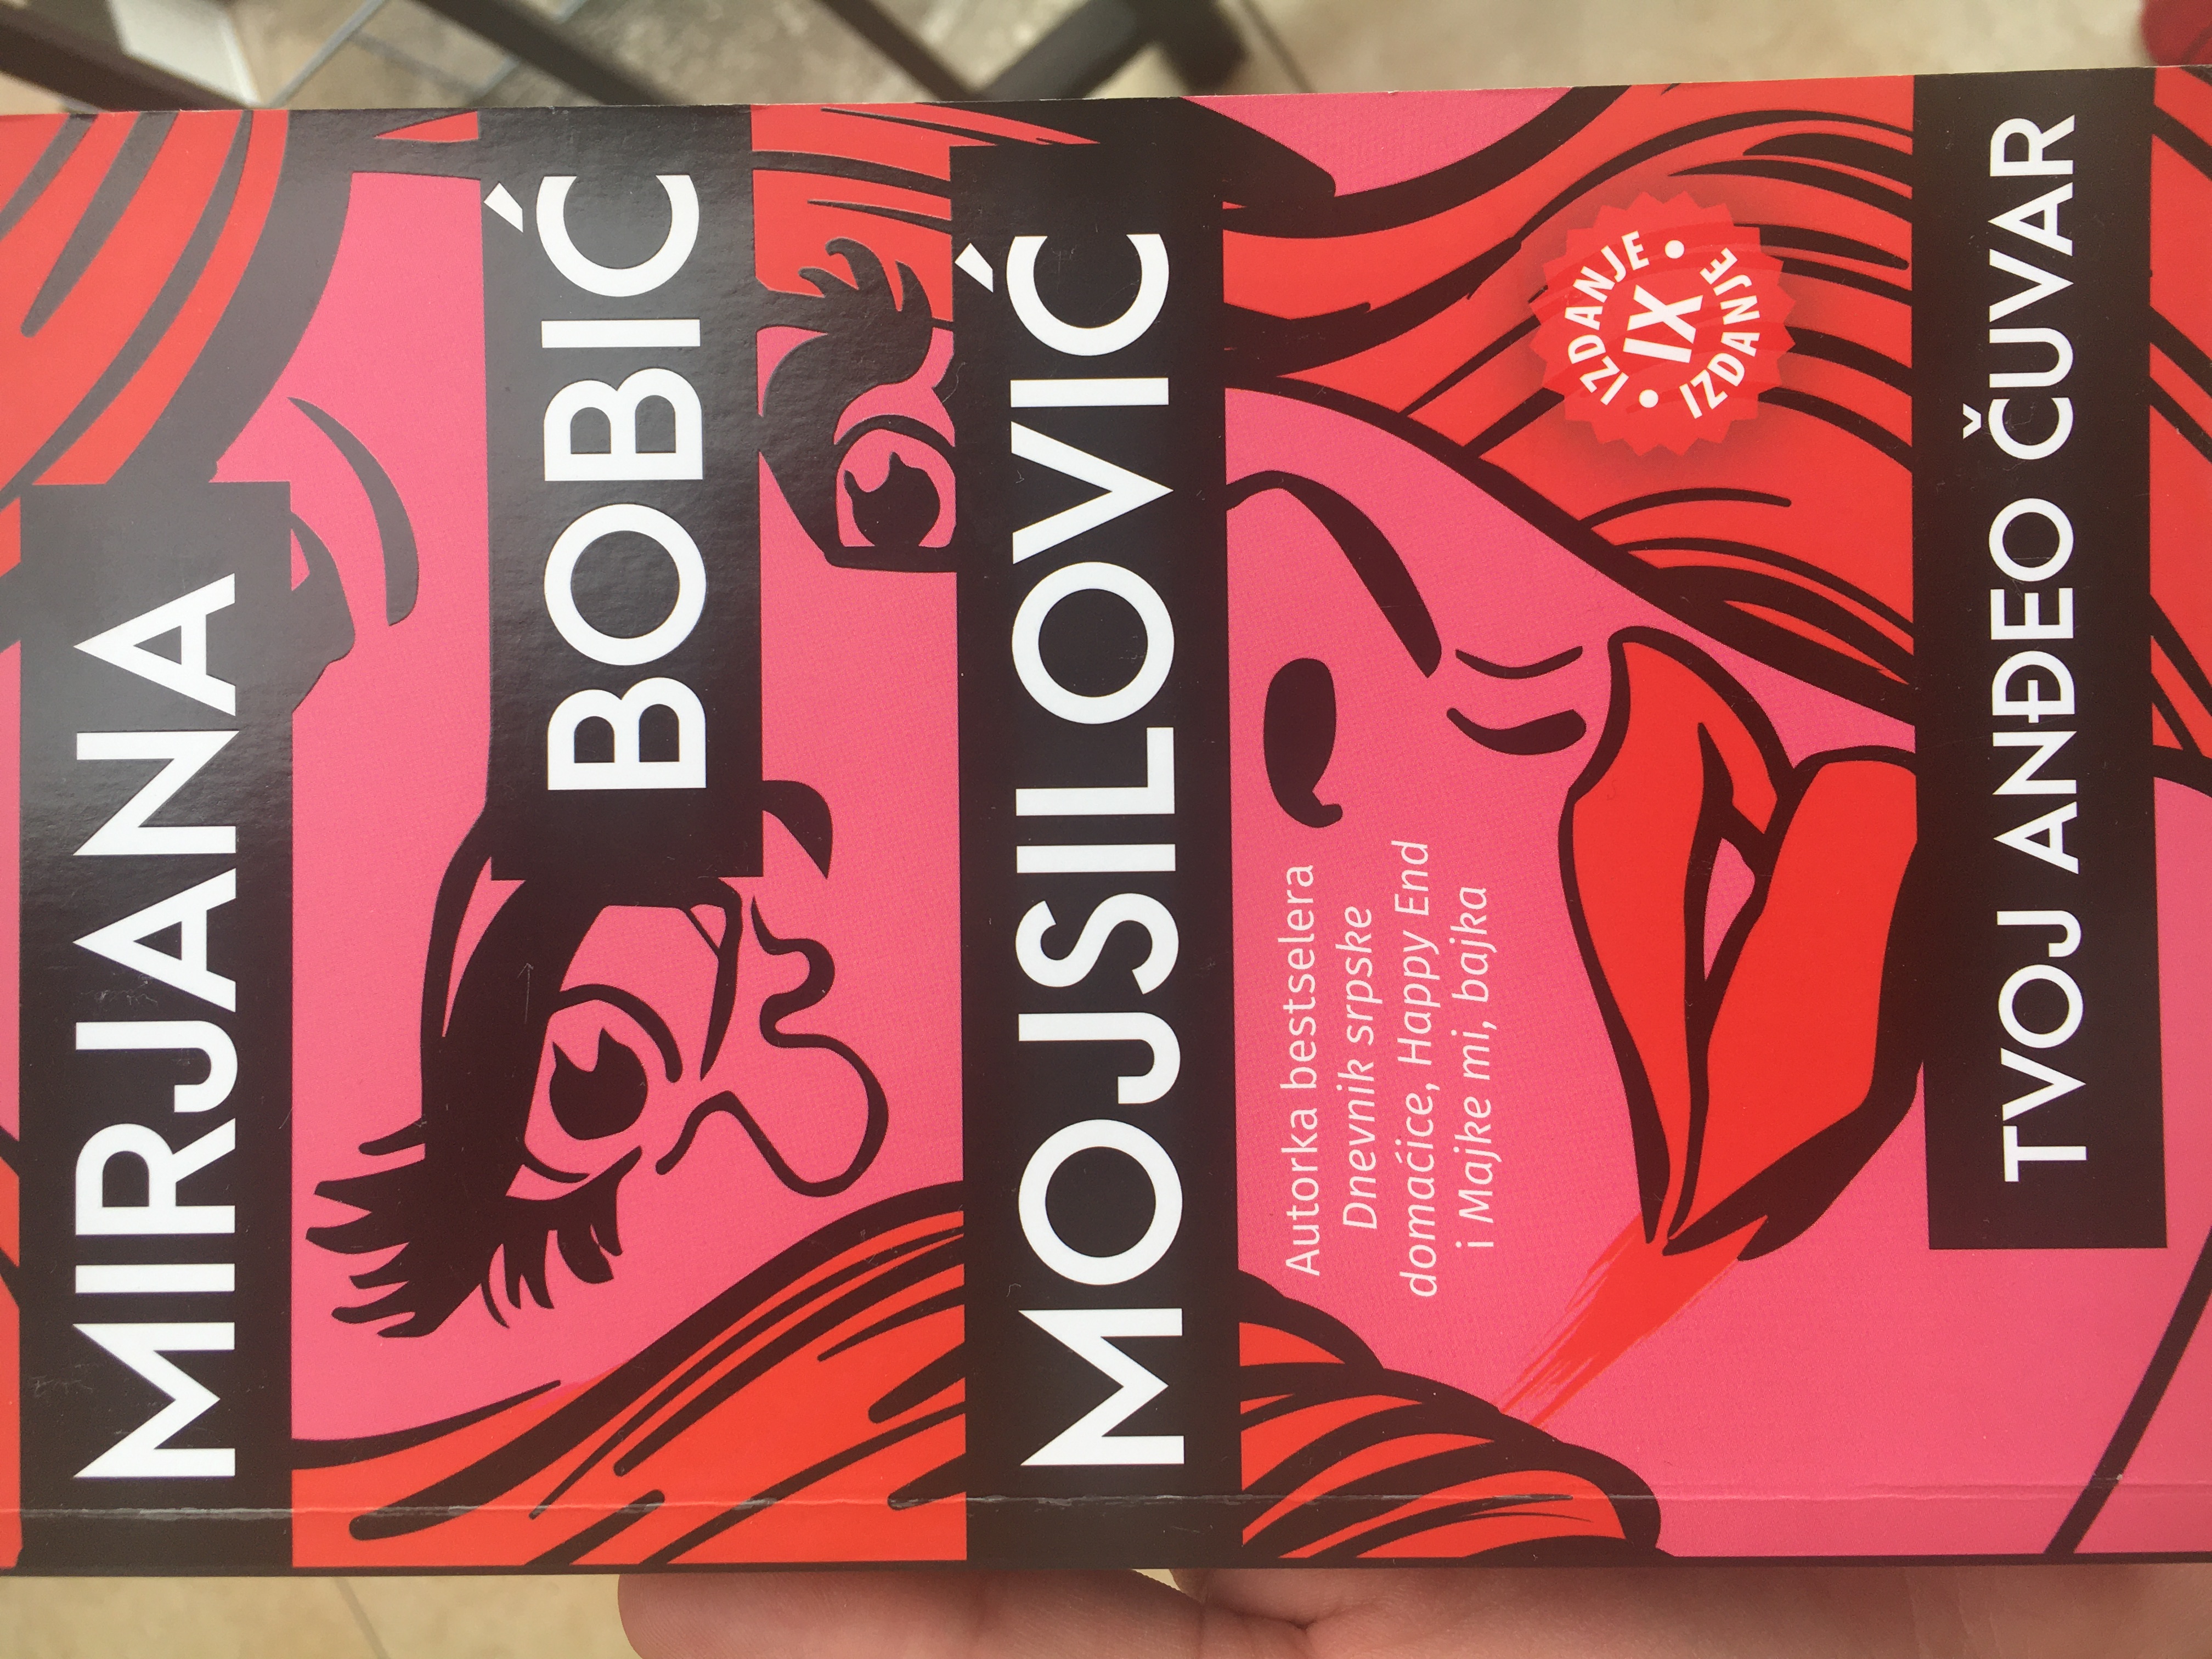 MIRJANA
BOBIĆ
MOJSILOVIĆ
Autorka bestselera
Dnevnik srpske
domaćice, Happy End
i Majke mi, bajka
IZDANJE
IX
IZDANJE
TVOJ ANĐEO ČUVAR